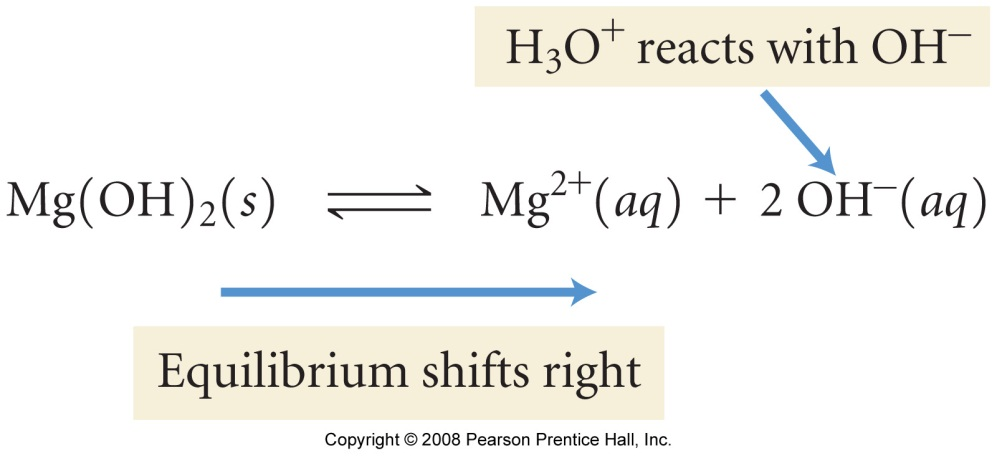 H₃O⁺ reacts with OH⁻
Mg(OH)₂(s) ⇌ Mg²⁺(aq) + 2 OH⁻(aq)
Equilibrium shifts right
Copyright © 2008 Pearson Prentice Hall, Inc.